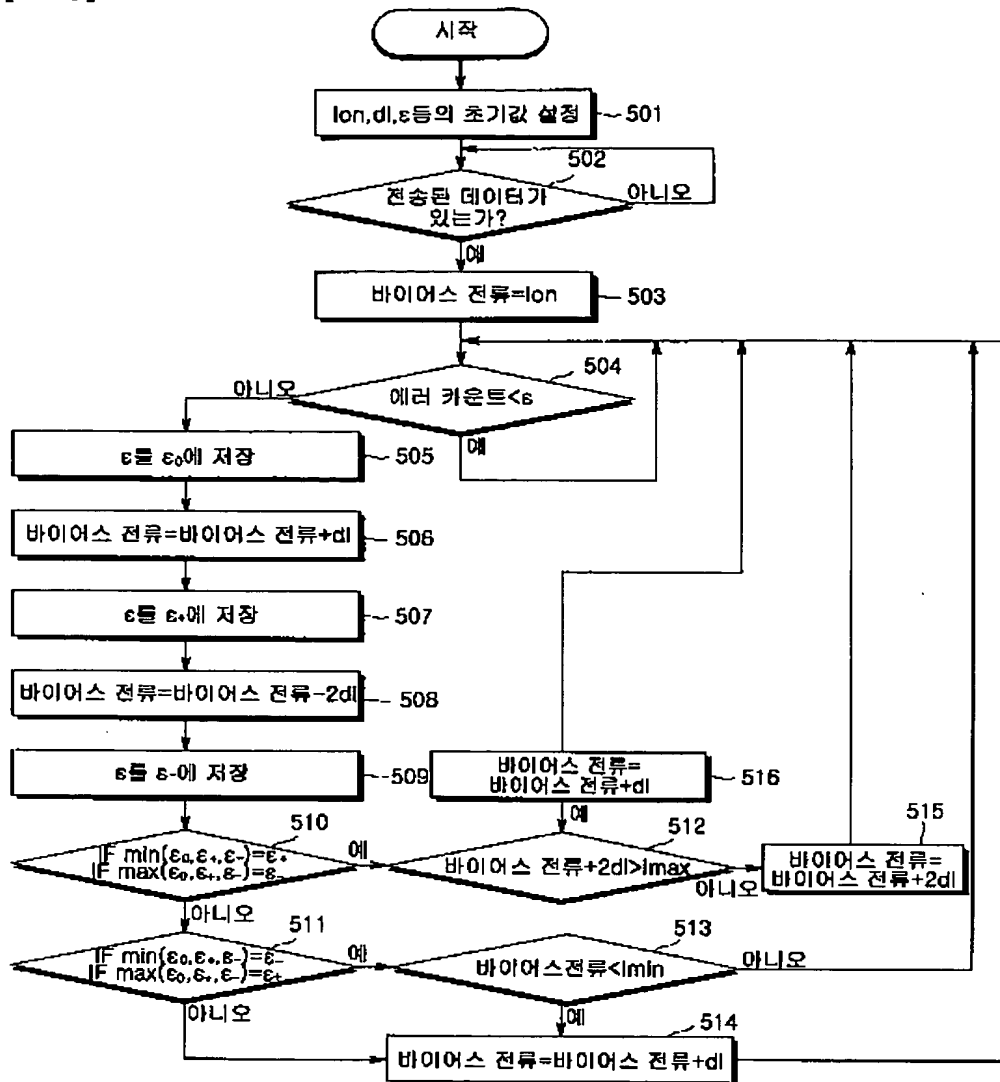 시작
Ion,dI,ε등의 초기값 설정
501
502
전송된 데이터가
있는가?
아니오
예
바이어스 전류=Ion
503
504
에러 카운트<ε
아니오
예
ε를 ε₀에 저장
505
바이어스 전류=바이어스 전류+dI
506
ε를 ε₊에 저장
507
바이어스 전류=바이어스 전류-2dI
508
ε를 ε-에 저장
509
바이어스 전류=
바이어스 전류+dI
516
예
510
IF min(ε₀,ε₊,ε₋)=ε₊
IF max(ε₀,ε₊,ε₋)=ε₋
예
아니오
512
바이어스 전류+2dI>Imax
아니오
515
바이어스 전류=
바이어스 전류+2dI
511
IF min(ε₀,ε₊,ε₋)=ε₋
IF max(ε₀,ε₊,ε₋)=ε₊
예
아니오
513
바이어스전류<Imin
아니오
예
514
바이어스 전류=바이어스 전류+dI